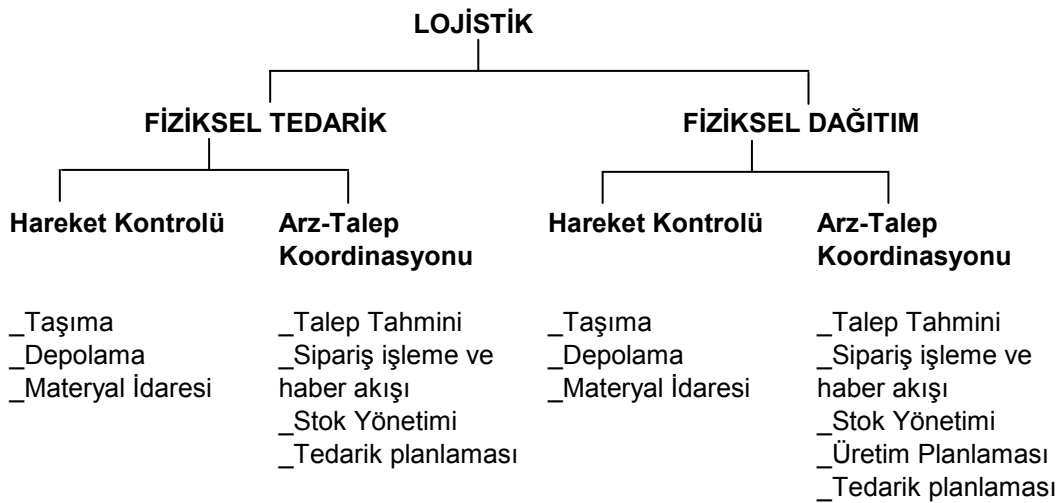 LOJİSTİK
FİZİKSEL TEDARİK
FİZİKSEL DAĞITIM
Hareket Kontrolü
Arz-Talep
Koordinasyonu
Hareket Kontrolü
Arz-Talep
Koordinasyonu
_Taşıma
_Depolama
_Materyal İdaresi
_Talep Tahmini
_Sipariş işleme ve
haber akışı
_Stok Yönetimi
_Tedarik planlaması
_Taşıma
_Depolama
_Materyal İdaresi
_Talep Tahmini
_Sipariş işleme ve
haber akışı
_Stok Yönetimi
_Üretim Planlaması
_Tedarik planlaması